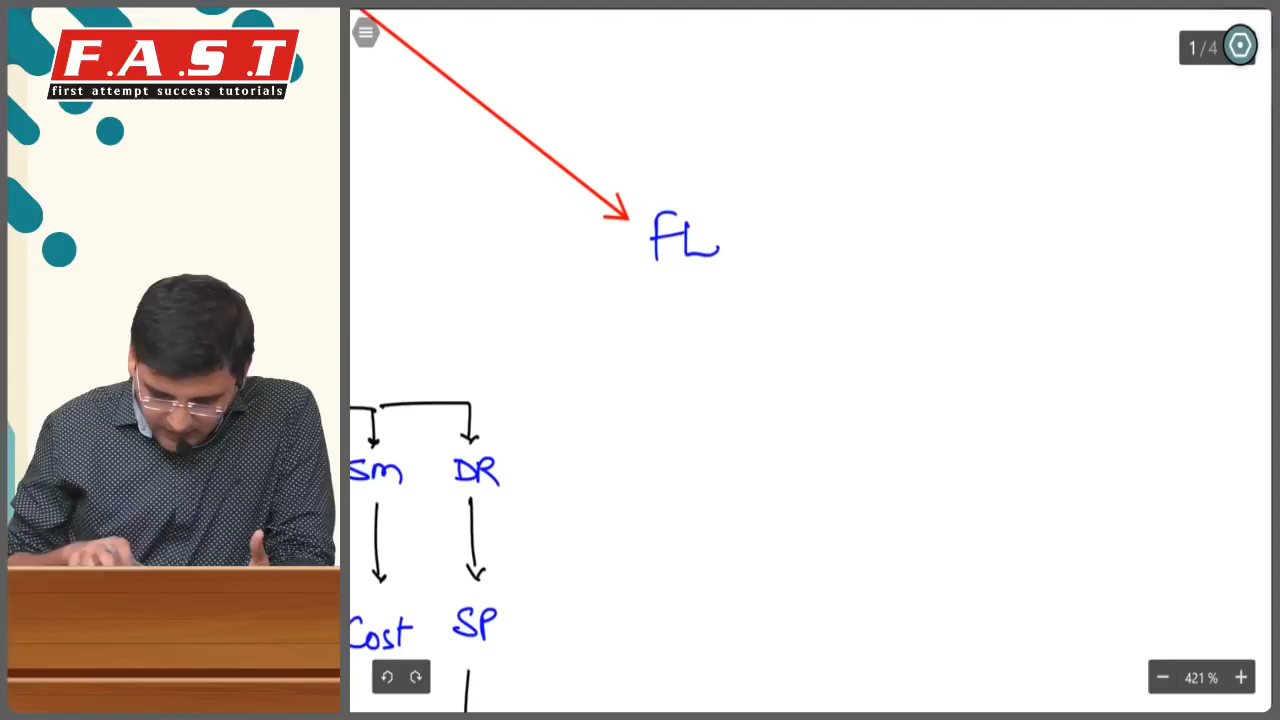 F.A.S.T
first attempt success tutorials
1/4
FL
Sm DR
Cost SP
421 %